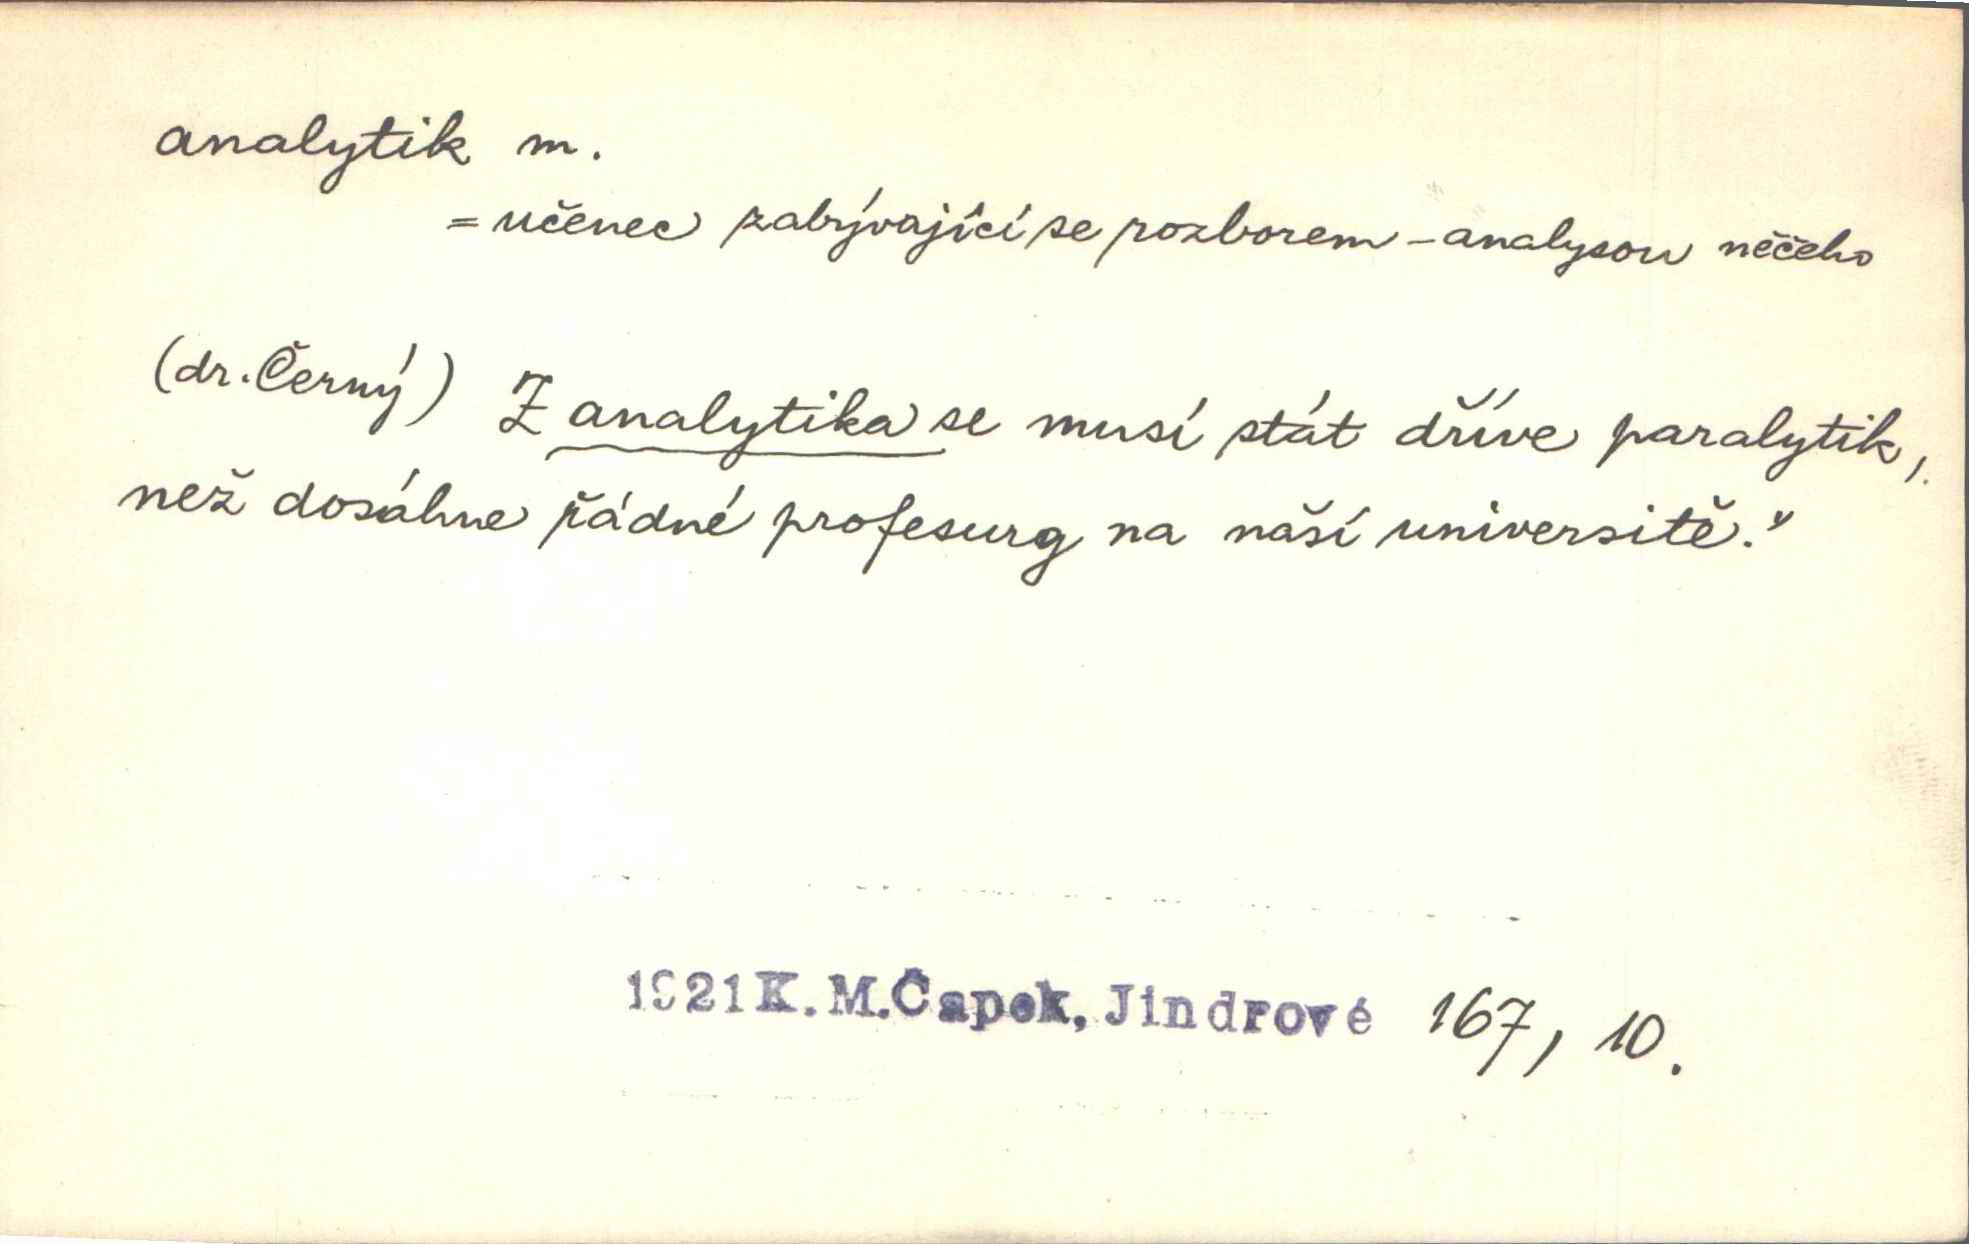 analytik m.
= učenec zabývající se rozborem – analysou něčeho
(dr. Černý) Z analytika se musí stát dříve paralytik,
než dosáhne řádné profesury na naší universitě."
1921 K. M. Čapek, Jindrové 167, 10.